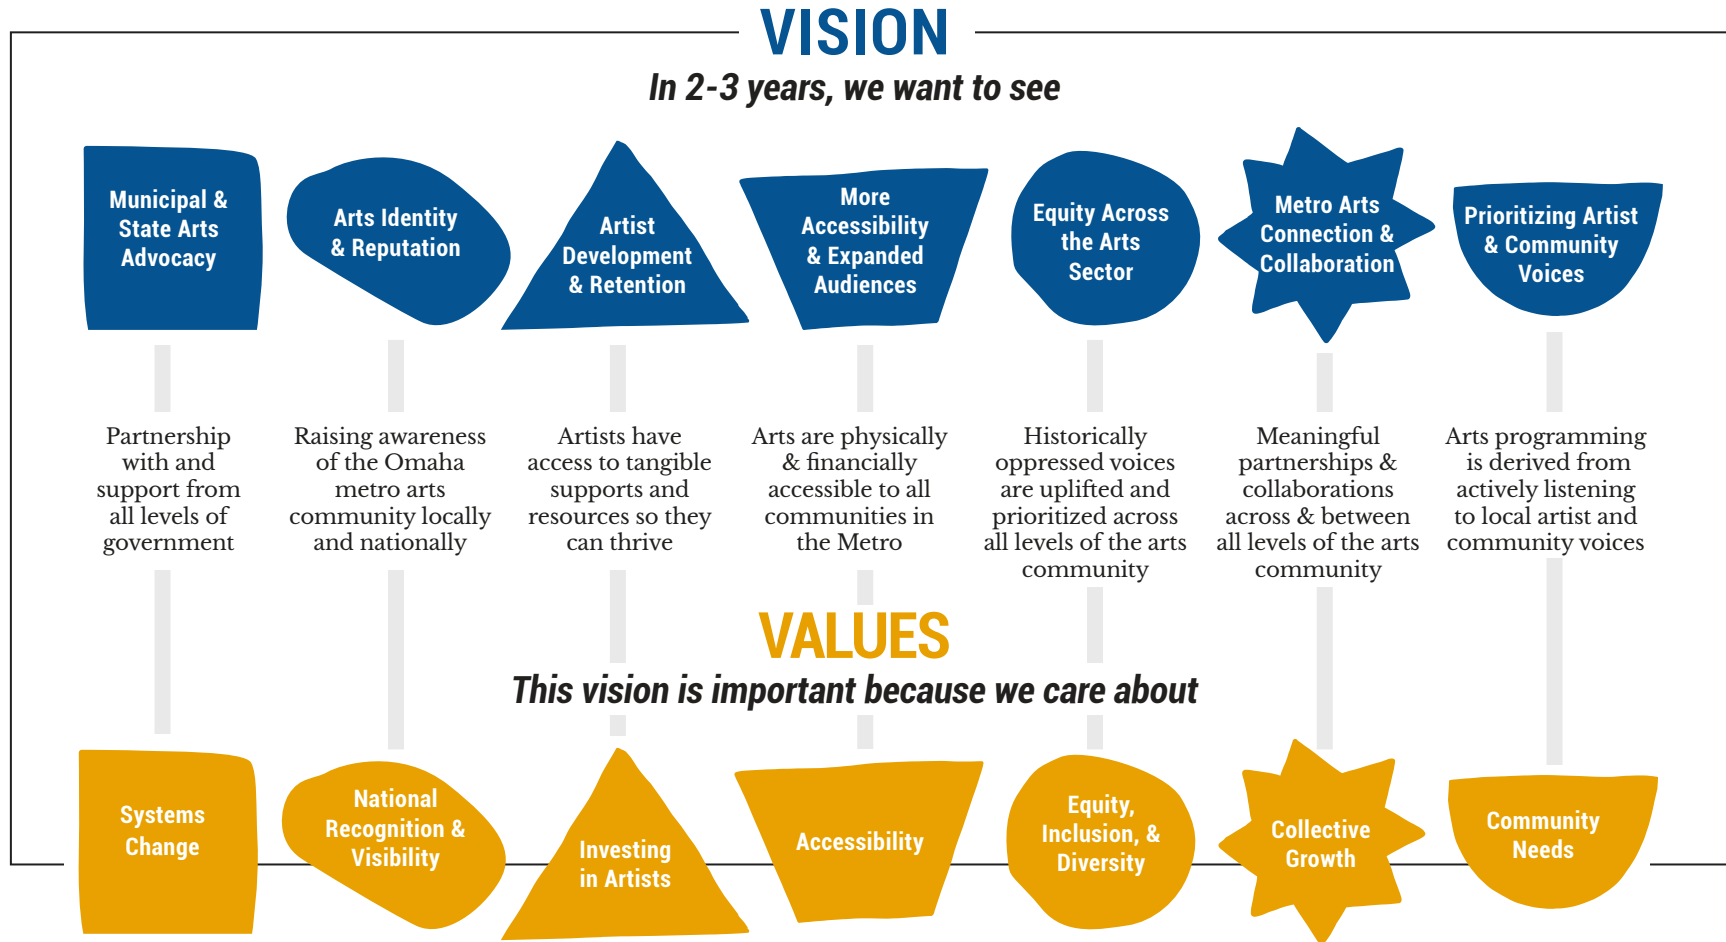 VISION
In 2-3 years, we want to see
Municipal &
State Arts
Advocacy
Arts Identity
& Reputation
Artist
Development
& Retention
More
Accessibility
& Expanded
Audiences
Equity Across
the Arts
Sector
Metro Arts
Connection &
Collaboration
Prioritizing Artist
& Community
Voices
Partnership
with and
support from
all levels of
government
Raising awareness
of the Omaha
metro arts
community locally
and nationally
Artists have
access to tangible
supports and
resources so they
can thrive
Arts are physically
& financially
accessible to all
communities in
the Metro
Historically
oppressed voices
are uplifted and
prioritized across
all levels of the arts
community
Meaningful
partnerships &
collaborations
across & between
all levels of the arts
community
Arts programming
is derived from
actively listening
to local artist and
community voices
VALUES
This vision is important because we care about
Systems
Change
National
Recognition &
Visibility
Investing
in Artists
Accessibility
Equity,
Inclusion, &
Diversity
Collective
Growth
Community
Needs